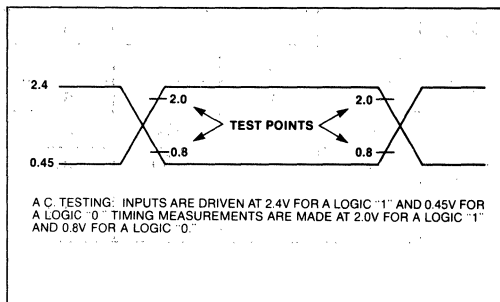 2.4
2.0 2.0
TEST POINTS
0.8 0.8
0.45
A.C. TESTING: INPUTS ARE DRIVEN AT 2.4V FOR A LOGIC "1" AND 0.45V FOR
A LOGIC "0." TIMING MEASUREMENTS ARE MADE AT 2.0V FOR A LOGIC "1"
AND 0.8V FOR A LOGIC "0."